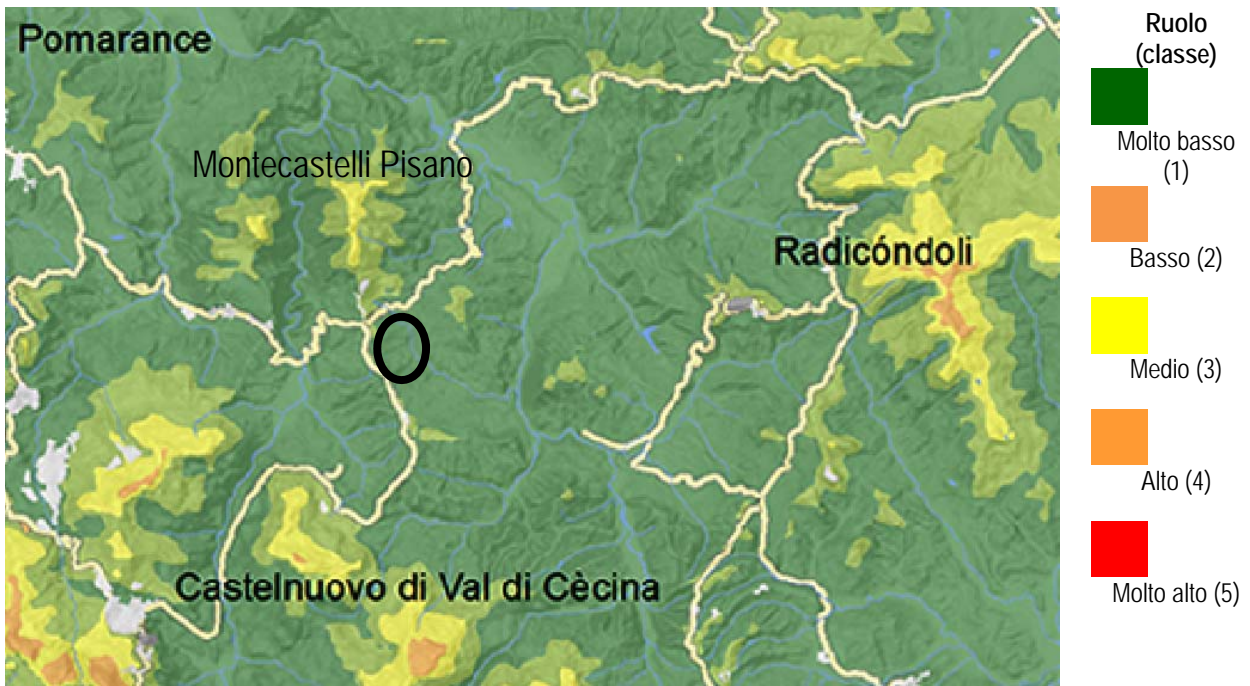 Pomarance
Montecastelli Pisano
Radicóndoli
Castelnuovo di Val di Cècina
Ruolo
(classe)
Molto basso
(1)
Basso (2)
Medio (3)
Alto (4)
Molto alto (5)